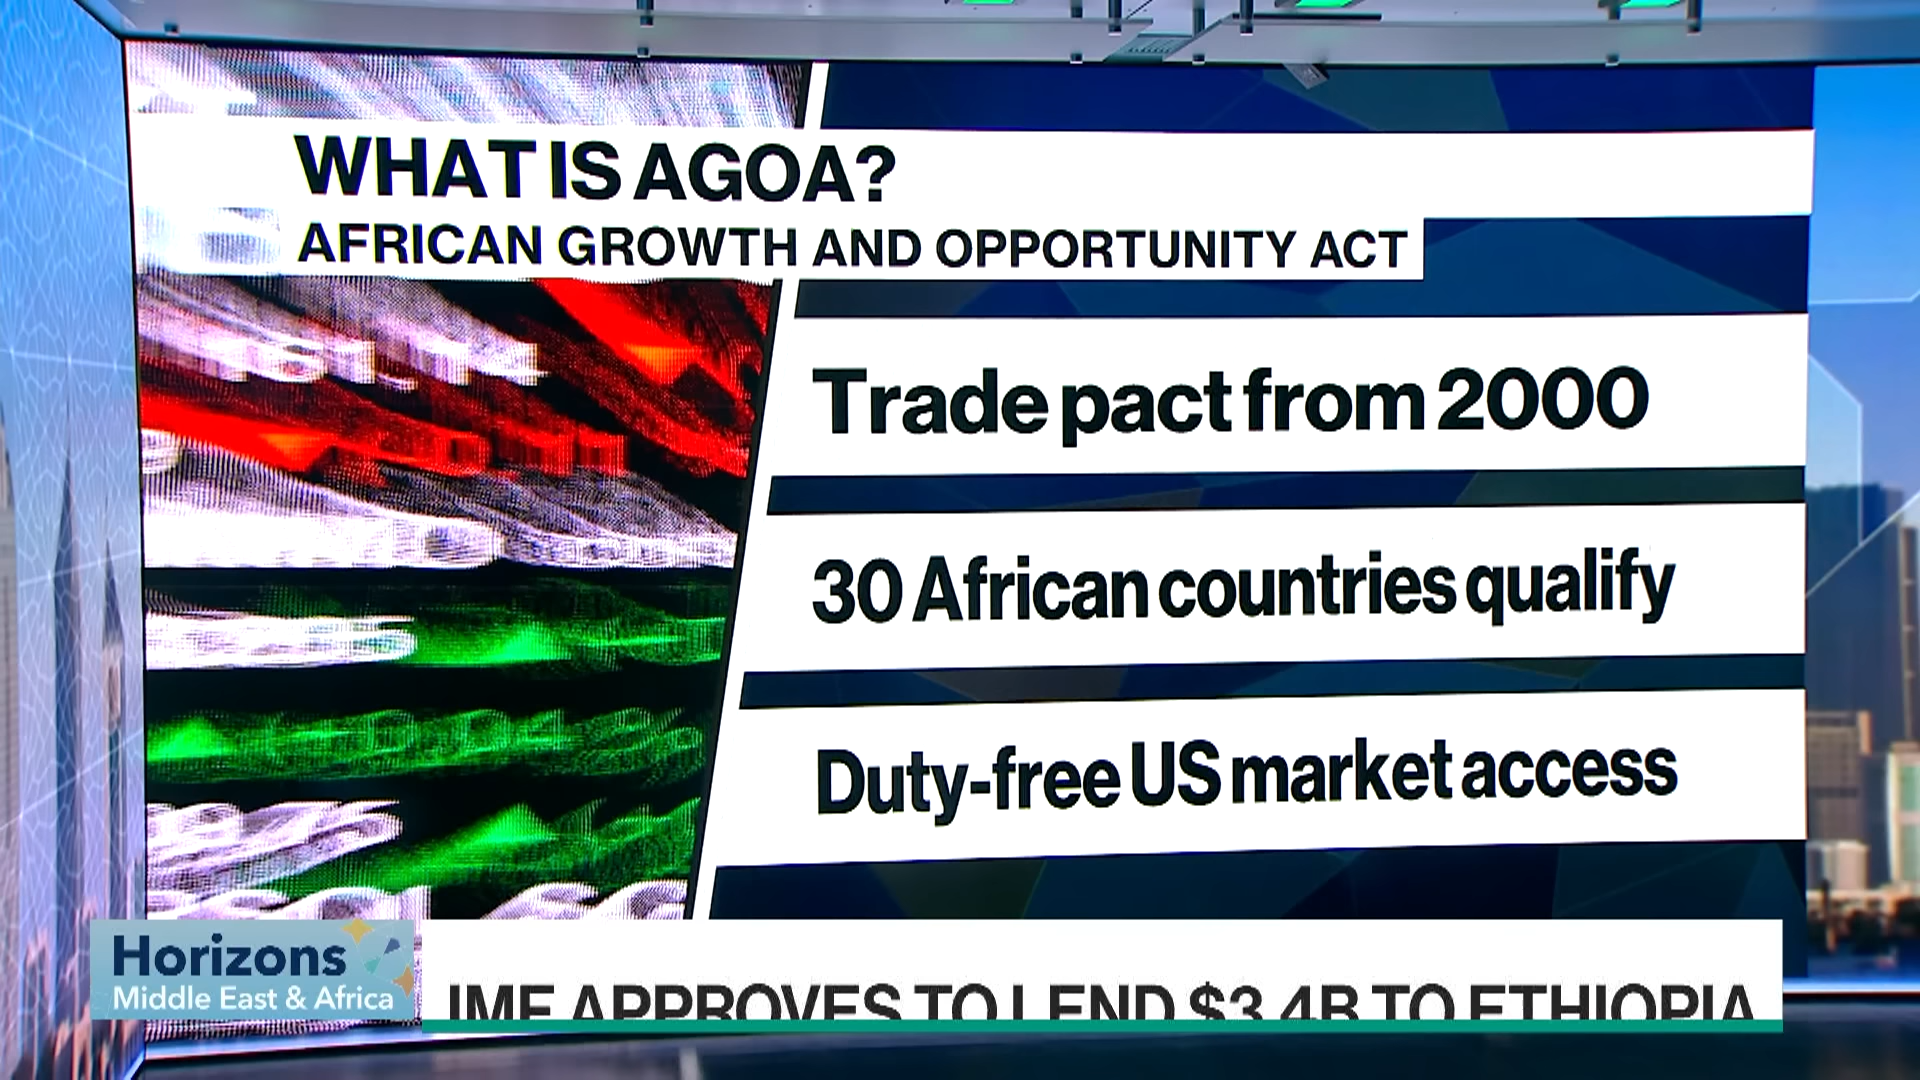 WHAT IS AGOA?
AFRICAN GROWTH AND OPPORTUNITY ACT
Trade pact from 2000
30 African countries qualify
Duty-free US market access
Horizons
Middle East & Africa
IMF APPROVES TO LEND $3.4B TO ETHIOPIA